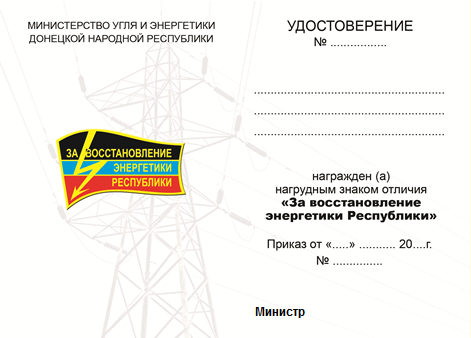 МИНИСТЕРСТВО УГЛЯ И ЭНЕРГЕТИКИ
ДОНЕЦКОЙ НАРОДНОЙ РЕСПУБЛИКИ
ЗА ВОССТАНОВЛЕНИЕ
ЭНЕРГЕТИКИ
РЕСПУБЛИКИ
УДОСТОВЕРЕНИЕ
№ .................
......................................................
......................................................
......................................................
награжден (а)
нагрудным знаком отличия
«За восстановление
энергетики Республики»
Приказ от «.....» ........... 20....г.
№ ...............
Министр